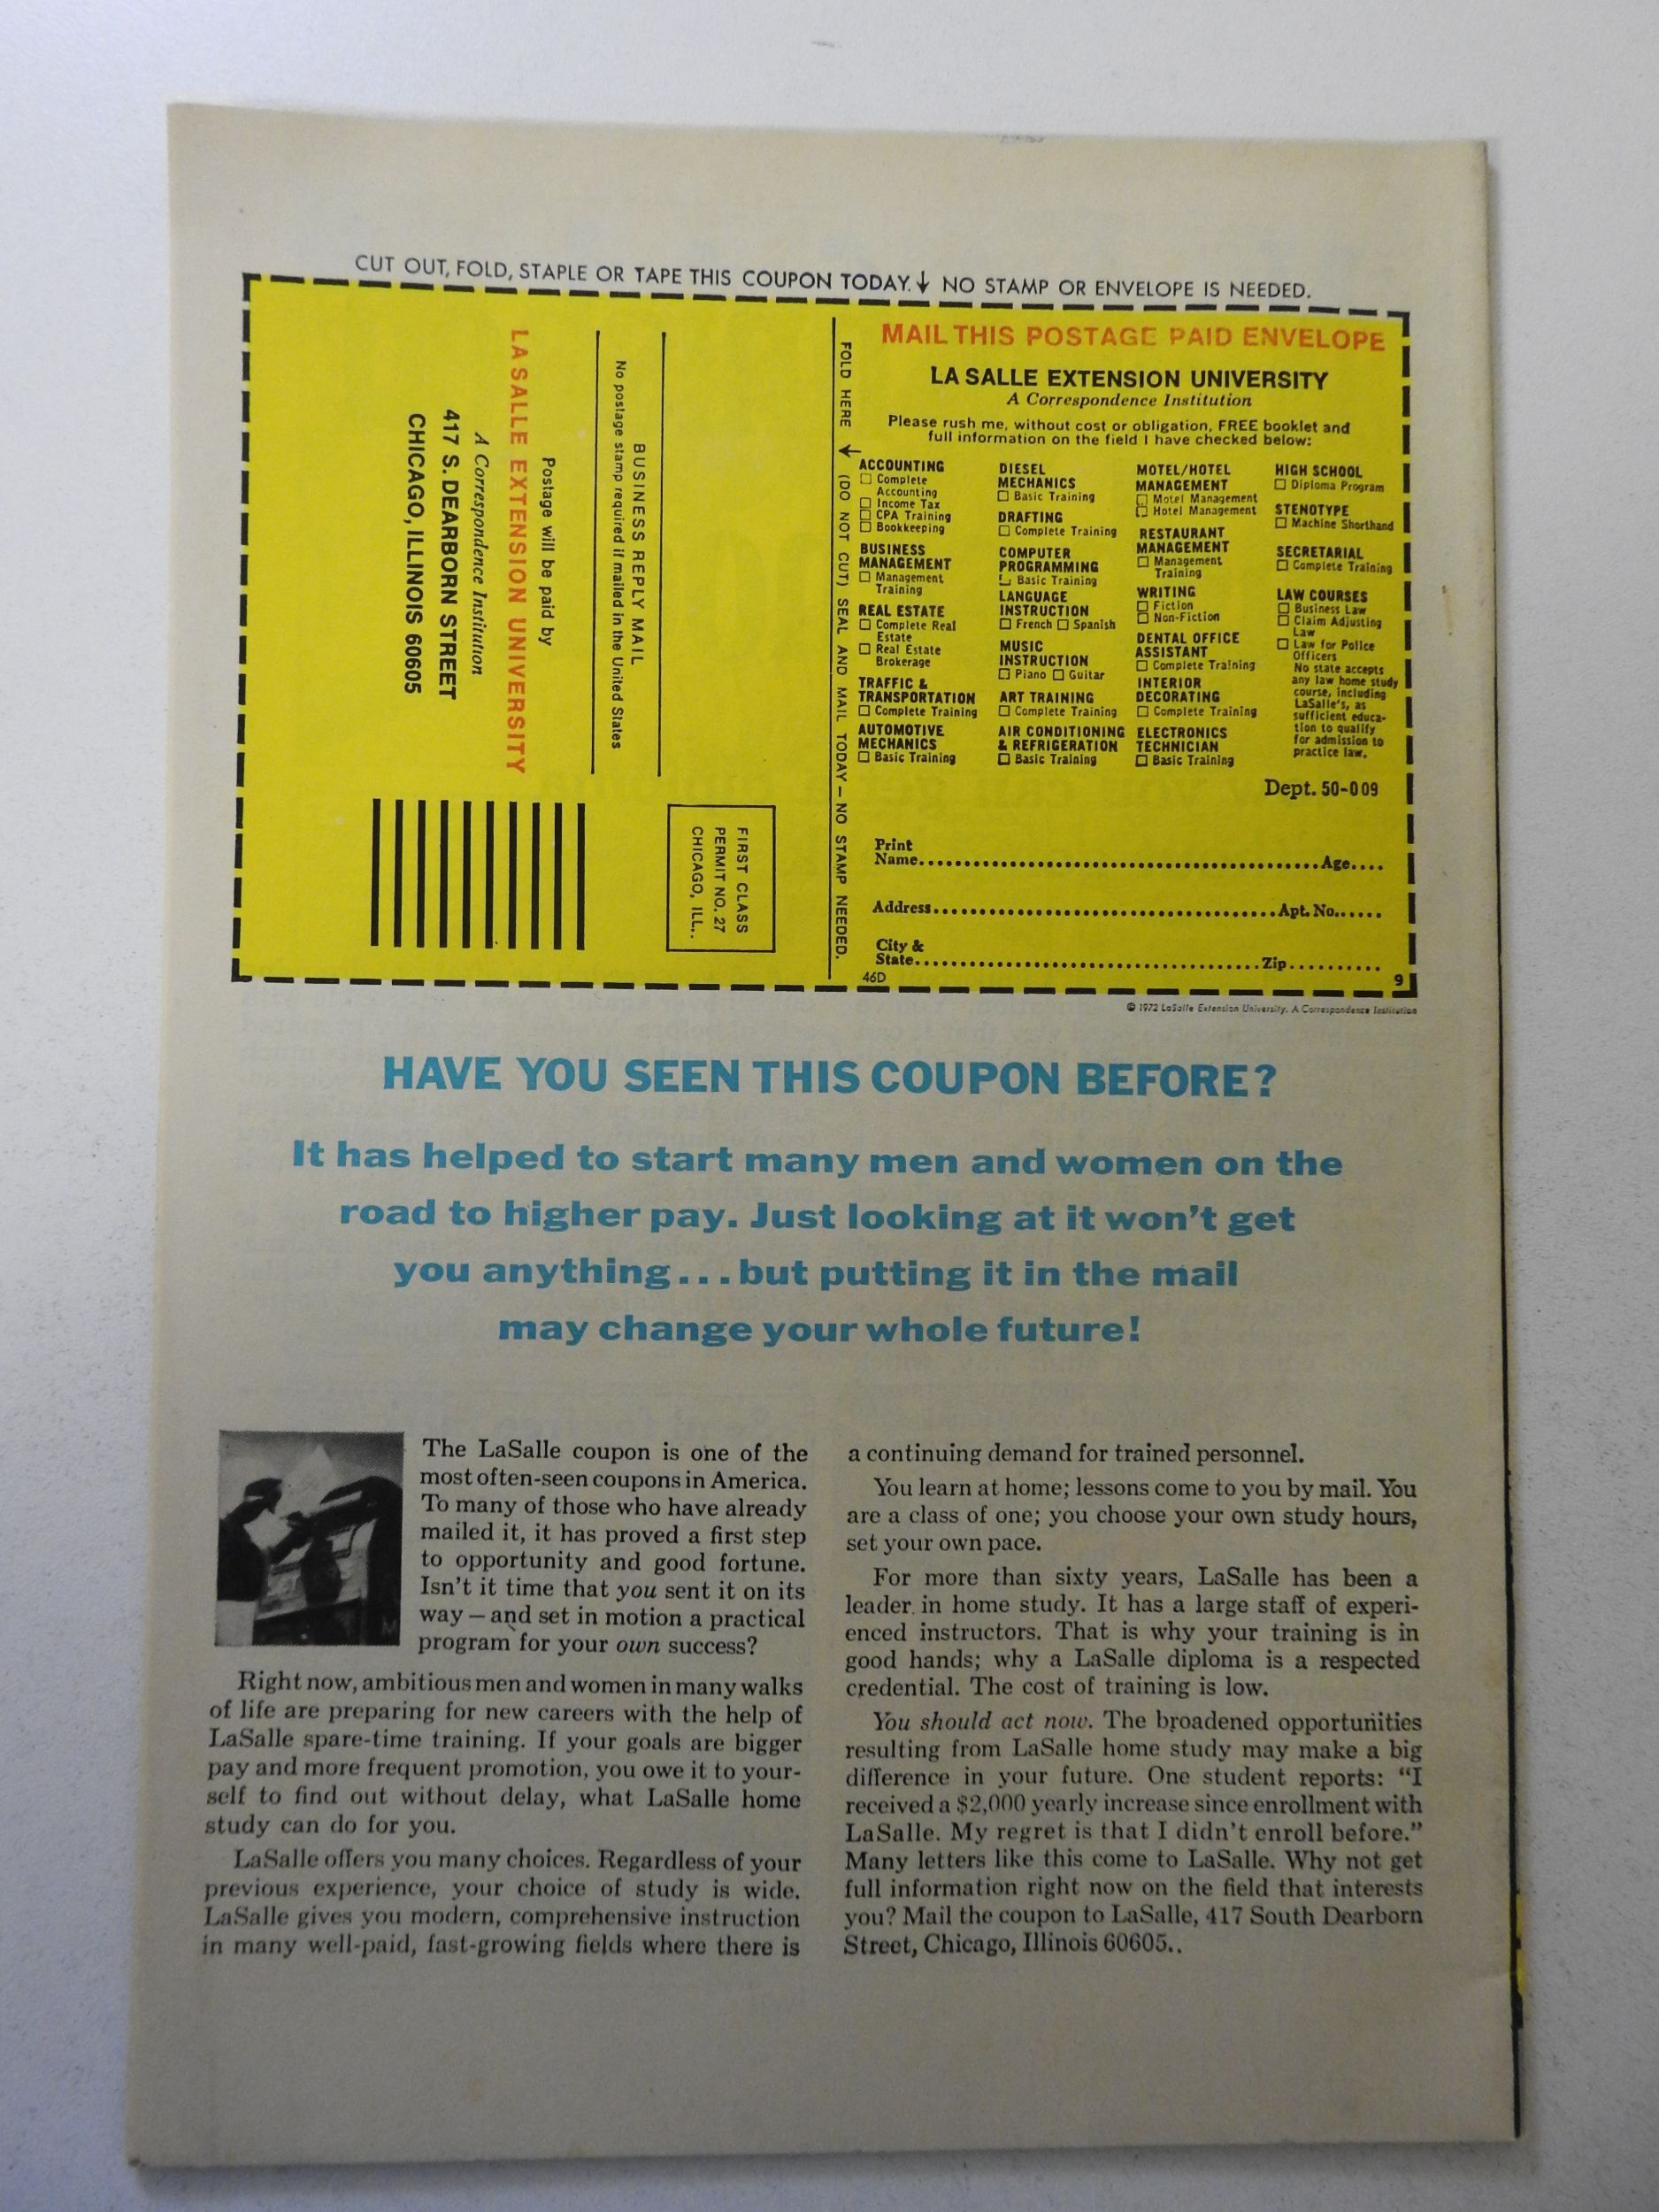 CUT OUT, FOLD, STAPLE OR TAPE THIS COUPON TODAY.↓ NO STAMP OR ENVELOPE IS NEEDED.
BUSINESS REPLY MAIL
No postage stamp required if mailed in the United States
Postage will be paid by
LA SALLE EXTENSION UNIVERSITY
A Correspondence Institution
417 S. DEARBORN STREET
CHICAGO, ILLINOIS 60605
FIRST CLASS
PERMIT NO. 27
CHICAGO, ILL..
FOLD HERE ↓ (DO NOT CUT) SEAL AND MAIL TODAY – NO STAMP NEEDED.
MAIL THIS POSTAGE PAID ENVELOPE
LA SALLE EXTENSION UNIVERSITY
A Correspondence Institution
Please rush me, without cost or obligation, FREE booklet and
full information on the field I have checked below:
ACCOUNTING
☐ Complete
Accounting
☐ Income Tax
☐ CPA Training
☐ Bookkeeping
BUSINESS
MANAGEMENT
☐ Management
Training
REAL ESTATE
☐ Complete Real
Estate
☐ Real Estate
Brokerage
TRAFFIC &
TRANSPORTATION
☐ Complete Training
AUTOMOTIVE
MECHANICS
☐ Basic Training
DIESEL
MECHANICS
☐ Basic Training
DRAFTING
☐ Complete Training
COMPUTER
PROGRAMMING
☐ Basic Training
LANGUAGE
INSTRUCTION
☐ French ☐ Spanish
MUSIC
INSTRUCTION
☐ Piano ☐ Guitar
ART TRAINING
☐ Complete Training
AIR CONDITIONING
& REFRIGERATION
☐ Basic Training
MOTEL/HOTEL
MANAGEMENT
☐ Motel Management
☐ Hotel Management
RESTAURANT
MANAGEMENT
☐ Management
Training
WRITING
☐ Fiction
☐ Non-Fiction
DENTAL OFFICE
ASSISTANT
☐ Complete Training
INTERIOR
DECORATING
☐ Complete Training
ELECTRONICS
TECHNICIAN
☐ Basic Training
HIGH SCHOOL
☐ Diploma Program
STENOTYPE
☐ Machine Shorthand
SECRETARIAL
☐ Complete Training
LAW COURSES
☐ Business Law
☐ Claim Adjusting
Law
☐ Law for Police
Officers
No state accepts
any law home study
course, including
LaSalle's, as
sufficient educa-
tion to qualify
for admission to
practice law.
Dept. 50-009
Print
Name........................................Age....
Address........................................Apt. No......
City &
State........................................Zip..........
46D 9
© 1972 LaSalle Extension University. A Correspondence Institution
HAVE YOU SEEN THIS COUPON BEFORE?
It has helped to start many men and women on the
road to higher pay. Just looking at it won't get
you anything...but putting it in the mail
may change your whole future!
The LaSalle coupon is one of the
most often-seen coupons in America.
To many of those who have already
mailed it, it has proved a first step
to opportunity and good fortune.
Isn't it time that you sent it on its
way – and set in motion a practical
program for your own success?
Right now, ambitious men and women in many walks
of life are preparing for new careers with the help of
LaSalle spare-time training. If your goals are bigger
pay and more frequent promotion, you owe it to your-
self to find out without delay, what LaSalle home
study can do for you.
LaSalle offers you many choices. Regardless of your
previous experience, your choice of study is wide.
LaSalle gives you modern, comprehensive instruction
in many well-paid, fast-growing fields where there is
a continuing demand for trained personnel.
You learn at home; lessons come to you by mail. You
are a class of one; you choose your own study hours,
set your own pace.
For more than sixty years, LaSalle has been a
leader in home study. It has a large staff of experi-
enced instructors. That is why your training is in
good hands; why a LaSalle diploma is a respected
credential. The cost of training is low.
You should act now. The broadened opportunities
resulting from LaSalle home study may make a big
difference in your future. One student reports: “I
received a $2,000 yearly increase since enrollment with
LaSalle. My regret is that I didn't enroll before.”
Many letters like this come to LaSalle. Why not get
full information right now on the field that interests
you? Mail the coupon to LaSalle, 417 South Dearborn
Street, Chicago, Illinois 60605..